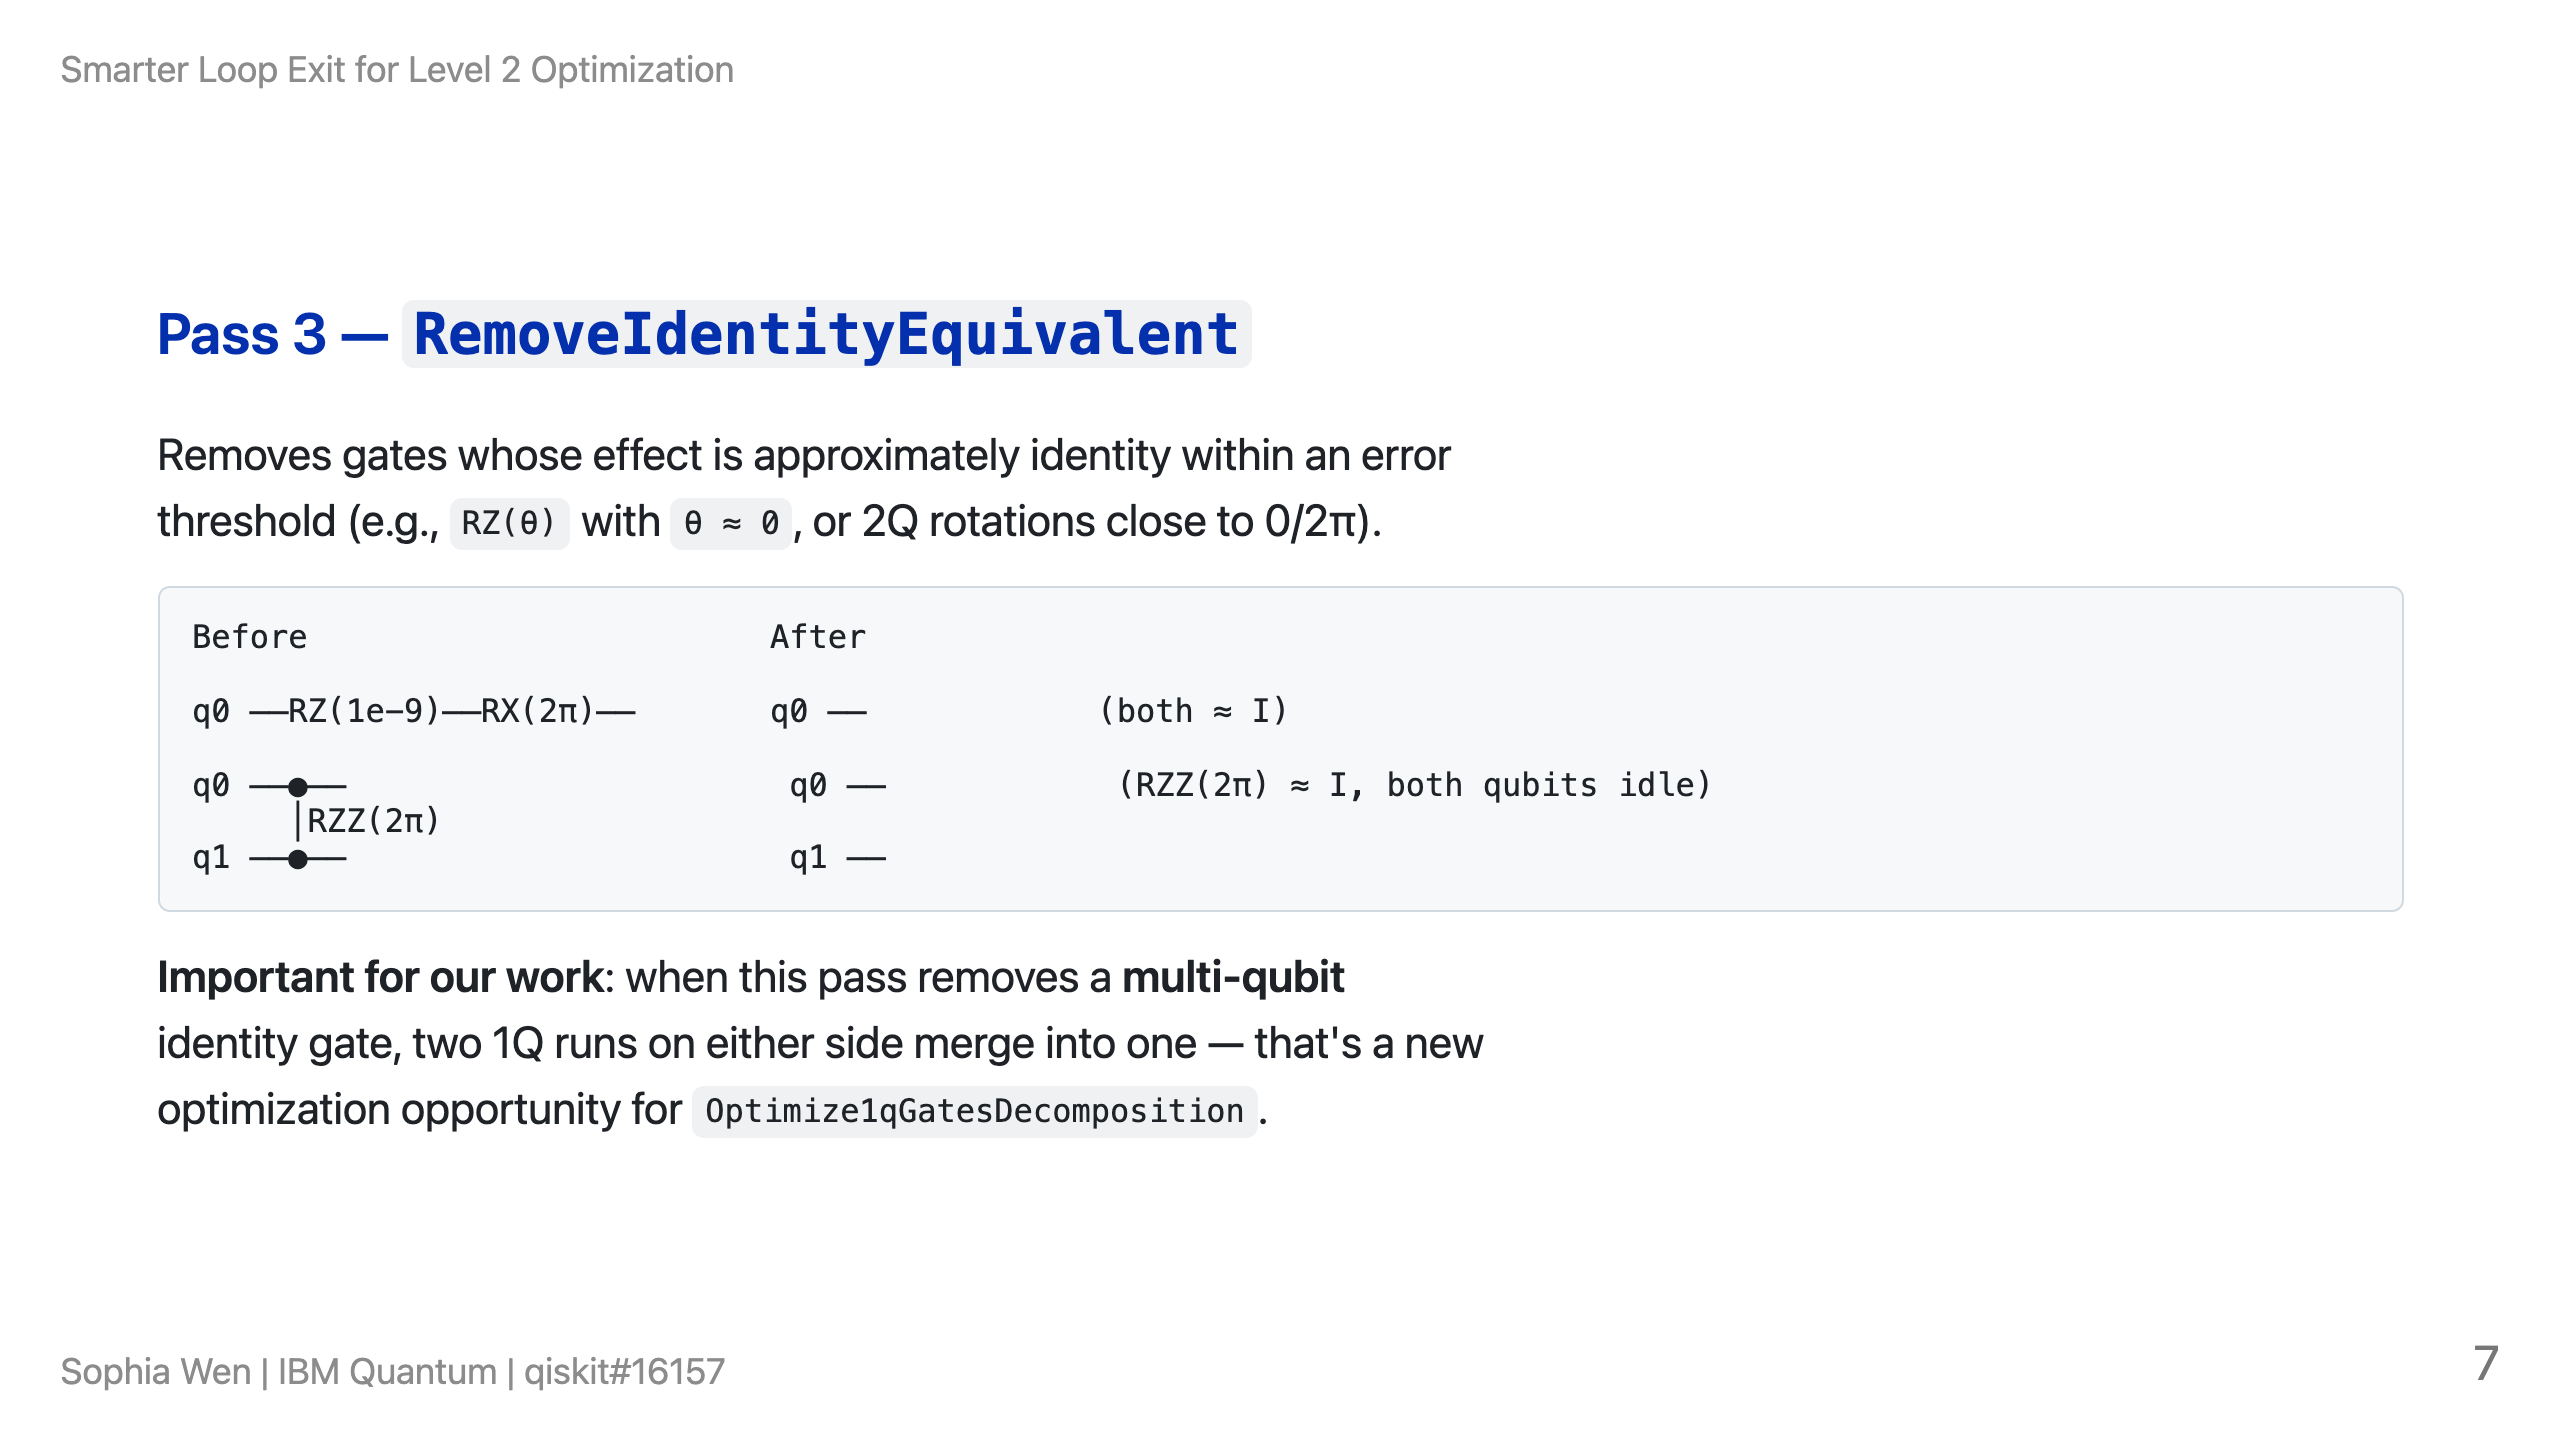 Smarter Loop Exit for Level 2 Optimization
Pass 3 — RemoveIdentityEquivalent
Removes gates whose effect is approximately identity within an error
threshold (e.g., RZ(θ) with θ ≈ 0, or 2Q rotations close to 0/2π).
Before After
q0 ──RZ(1e−9)──RX(2π)── q0 ── (both ≈ I)
q0 ──●── q0 ── (RZZ(2π) ≈ I, both qubits idle)
│RZZ(2π)
q1 ──●── q1 ──
Important for our work: when this pass removes a multi-qubit
identity gate, two 1Q runs on either side merge into one — that's a new
optimization opportunity for Optimize1qGatesDecomposition.
Sophia Wen | IBM Quantum | qiskit#16157
7